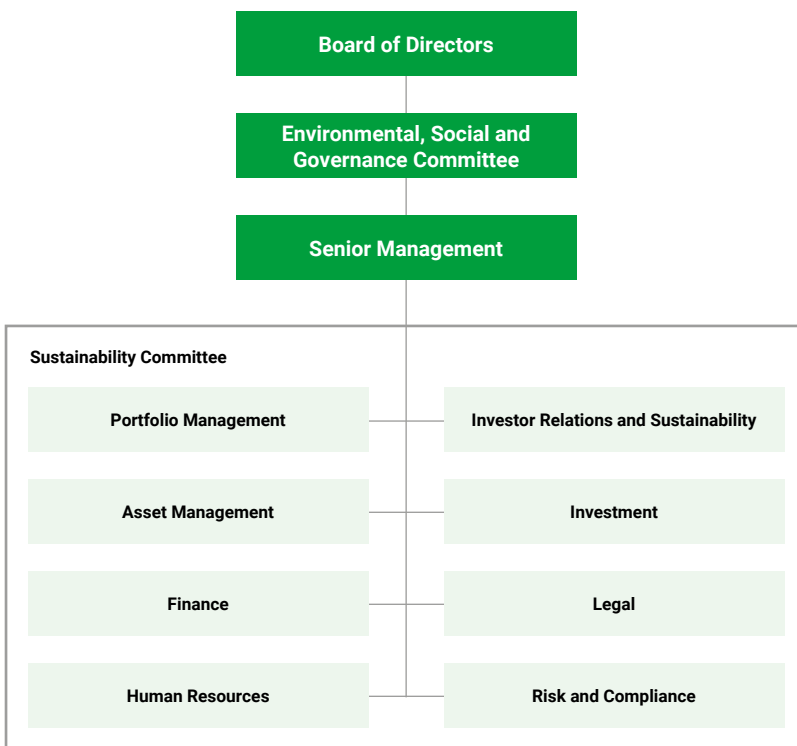 Board of Directors
Environmental, Social and
Governance Committee
Senior Management
Sustainability Committee
Portfolio Management
Investor Relations and Sustainability
Asset Management
Investment
Finance
Legal
Human Resources
Risk and Compliance